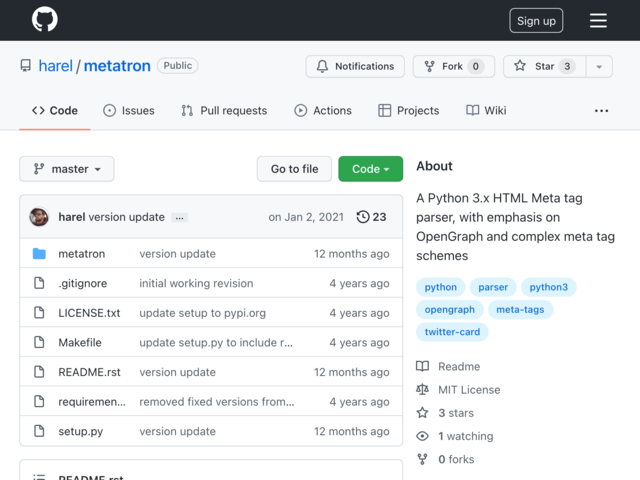 Sign up
harel / metatron Public
Notifications Fork 0 Star 3
Code Issues Pull requests Actions Projects Wiki ...
master Go to file Code
harel version update ... on Jan 2, 2021 23
metatron version update 12 months ago
.gitignore initial working revision 4 years ago
LICENSE.txt update setup to pypi.org 4 years ago
Makefile update setup.py to include r... 4 years ago
README.rst version update 12 months ago
requiremen... removed fixed versions from... 4 years ago
setup.py version update 12 months ago
README.rst
About
A Python 3.x HTML Meta tag
parser, with emphasis on
OpenGraph and complex meta tag
schemes
python parser python3
opengraph meta-tags
twitter-card
Readme
MIT License
3 stars
1 watching
0 forks